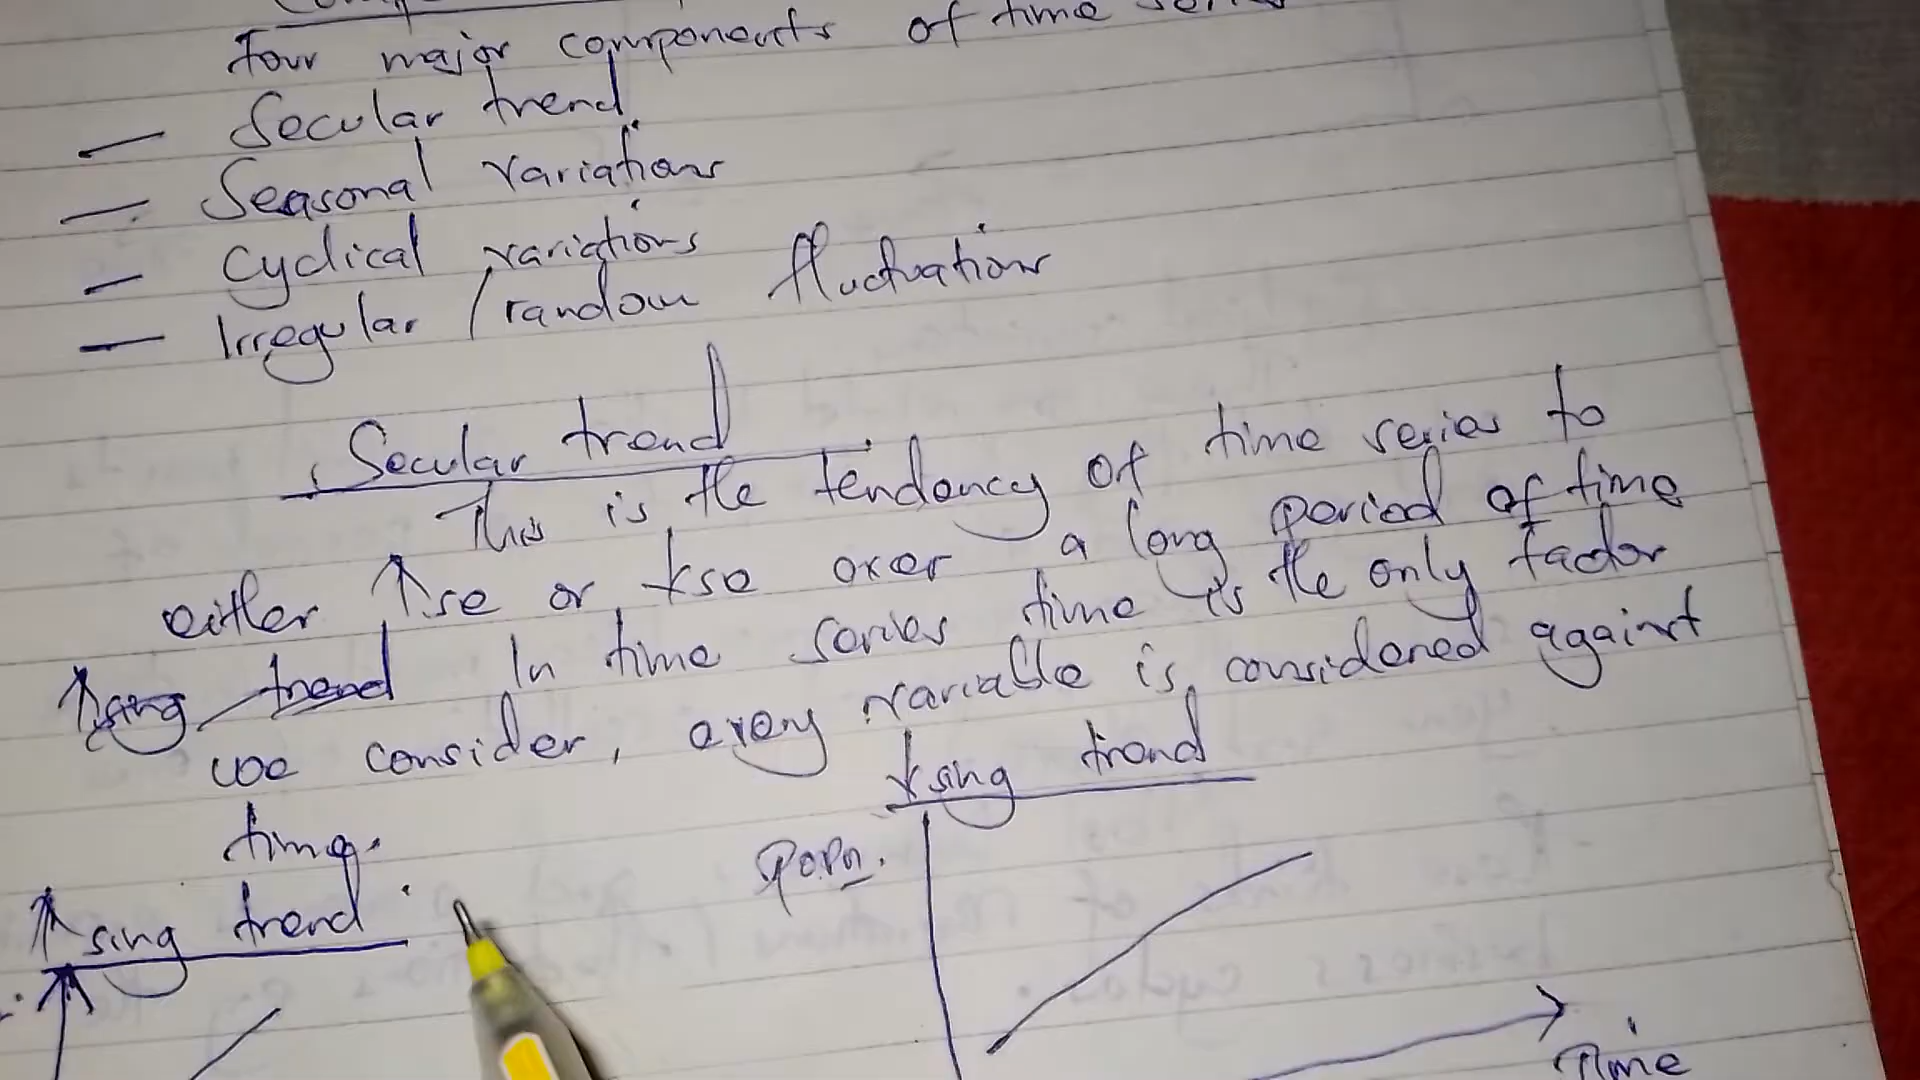 Four major components of time series
— Secular trend
— Seasonal variations
— Cyclical variations
— Irregular / random fluctuations
Secular trend
This is the tendency of time series to
either ↑se or ↓se over a long period of time
↑sing trend In time series time is the only factor
we consider, every variable is considered against
time.
↓sing trend
↑sing trend
Popn.
Time